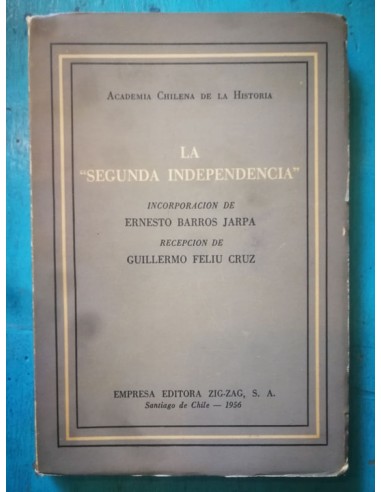 ACADEMIA CHILENA DE LA HISTORIA
LA
"SEGUNDA INDEPENDENCIA"
INCORPORACION DE
ERNESTO BARROS JARPA
RECEPCION DE
GUILLERMO FELIU CRUZ
EMPRESA EDITORA ZIG-ZAG, S. A.
Santiago de Chile — 1956